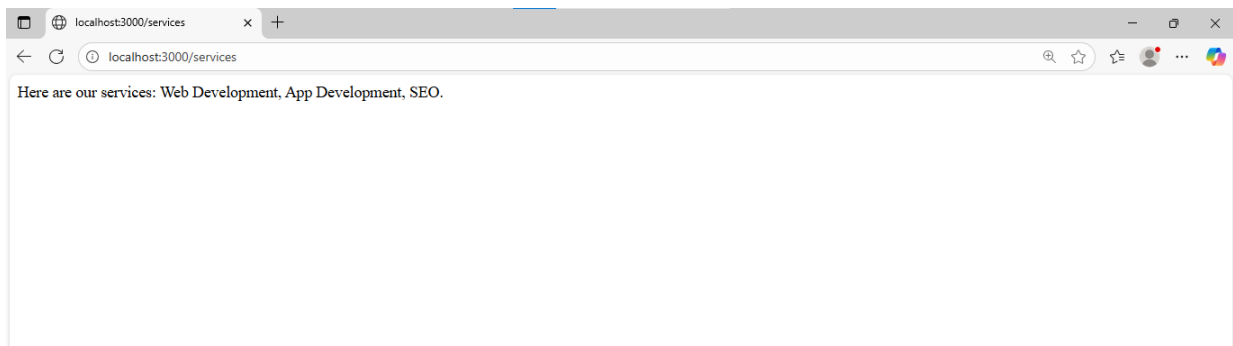 localhost:3000/services
localhost:3000/services
Here are our services: Web Development, App Development, SEO.